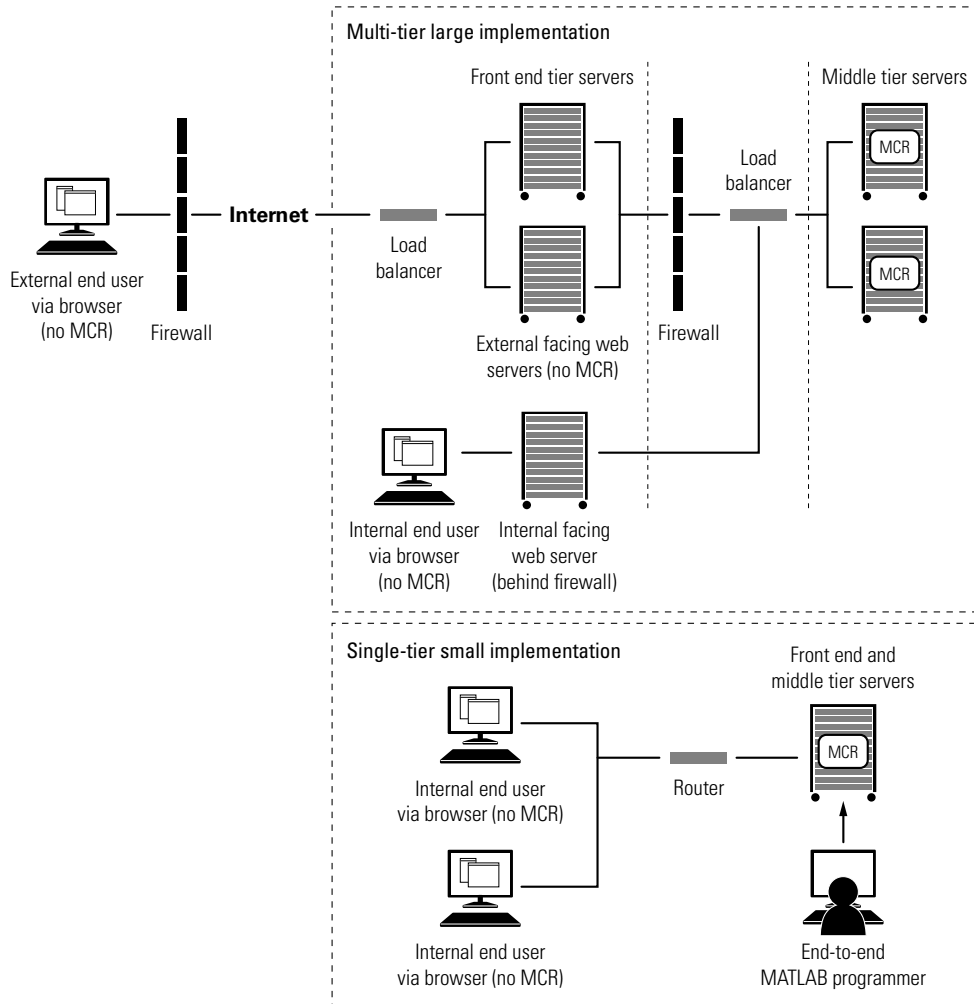 Multi-tier large implementation
Front end tier servers
Middle tier servers
MCR
Load
balancer
Internet
Load
balancer
MCR
External end user
via browser
(no MCR)
Firewall
External facing web
servers (no MCR)
Firewall
Internal end user
via browser
(no MCR)
Internal facing
web server
(behind firewall)
Single-tier small implementation
Front end and
middle tier servers
MCR
Internal end user
via browser (no MCR)
Router
Internal end user
via browser (no MCR)
End-to-end
MATLAB programmer